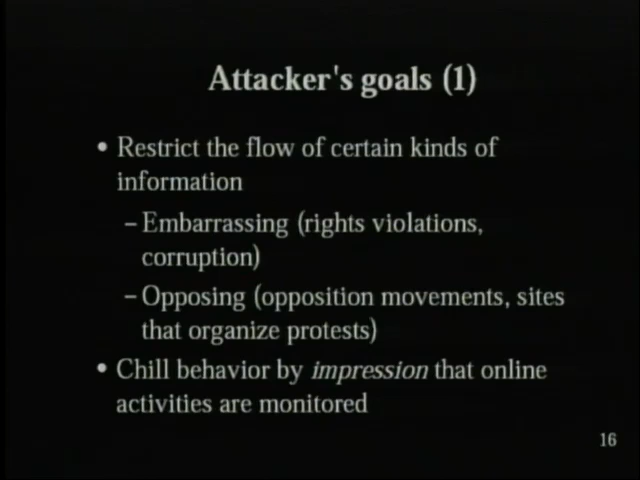 Attacker's goals (1)
• Restrict the flow of certain kinds of
information
– Embarrassing (rights violations,
corruption)
– Opposing (opposition movements, sites
that organize protests)
• Chill behavior by impression that online
activities are monitored
16